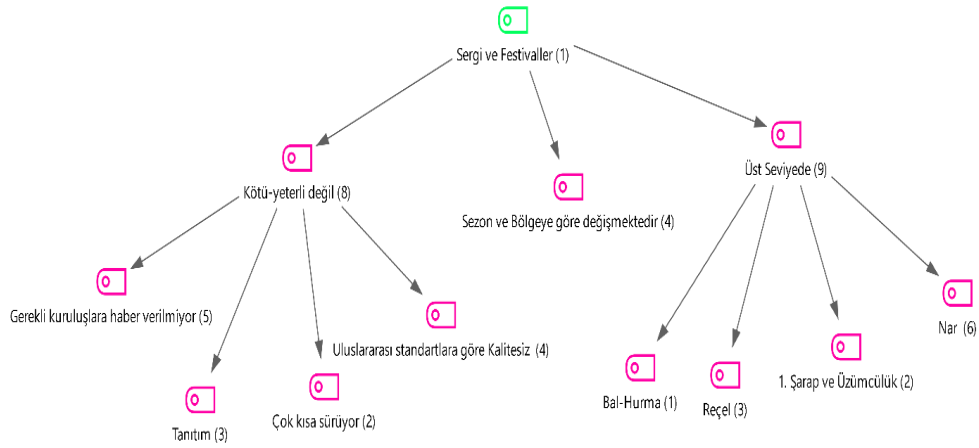 Sergi ve Festivaller (1)
Kötü-yeterli değil (8)
Sezon ve Bölgeye göre değişmektedir (4)
Üst Seviyede (9)
Gerekli kuruluşlara haber verilmiyor (5)
Tanıtım (3)
Çok kısa sürüyor (2)
Uluslararası standartlara göre Kalitesiz (4)
Bal-Hurma (1)
Reçel (3)
1. Şarap ve Üzümcülük (2)
Nar (6)